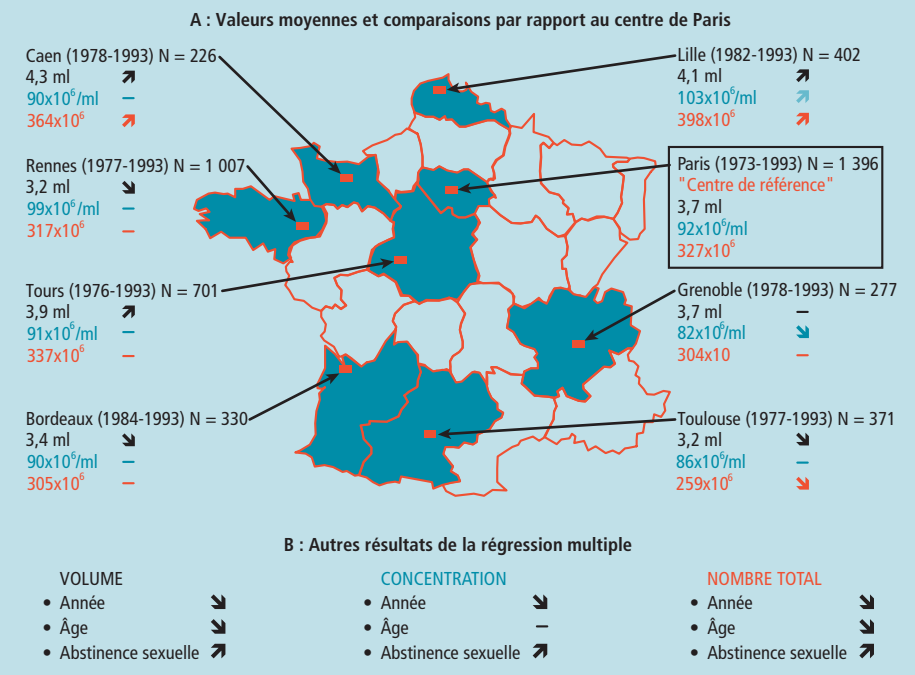 A : Valeurs moyennes et comparaisons par rapport au centre de Paris
Caen (1978-1993) N = 226
4,3 ml ↗
90x10⁶/ml –
364x10⁶ ↗
Rennes (1977-1993) N = 1 007
3,2 ml ↘
99x10⁶/ml –
317x10⁶ –
Tours (1976-1993) N = 701
3,9 ml ↗
91x10⁶/ml –
337x10⁶ –
Bordeaux (1984-1993) N = 330
3,4 ml ↘
90x10⁶/ml –
305x10⁶ –
Lille (1982-1993) N = 402
4,1 ml ↗
103x10⁶/ml ↗
398x10⁶ ↗
Paris (1973-1993) N = 1 396
"Centre de référence"
3,7 ml
92x10⁶/ml
327x10⁶
Grenoble (1978-1993) N = 277
3,7 ml –
82x10⁶/ml ↘
304x10 –
Toulouse (1977-1993) N = 371
3,2 ml ↘
86x10⁶/ml –
259x10⁶ ↘
B : Autres résultats de la régression multiple
VOLUME
• Année ↘
• Âge ↘
• Abstinence sexuelle ↗
CONCENTRATION
• Année ↘
• Âge –
• Abstinence sexuelle ↗
NOMBRE TOTAL
• Année ↘
• Âge ↘
• Abstinence sexuelle ↗